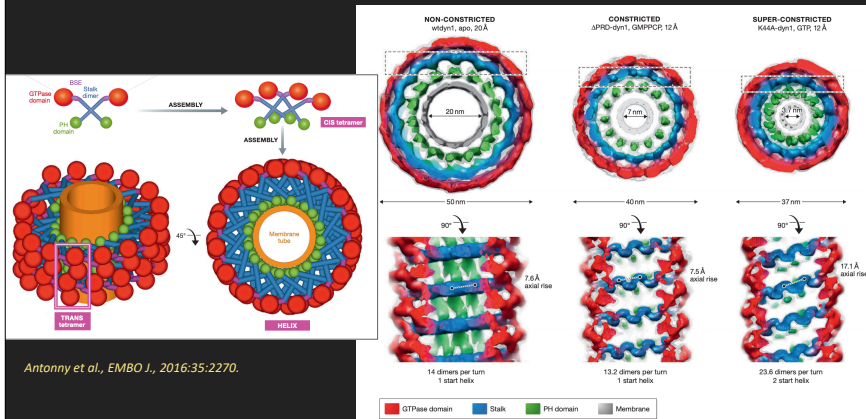 BSE
GTPase
domain
Stalk
dimer
PH
domain
ASSEMBLY
CIS tetramer
ASSEMBLY
45°
Membrane
tube
TRANS
tetramer
HELIX
Antonny et al., EMBO J., 2016:35:2270.
NON-CONSTRICTED
wtdyn1, apo, 20 Å
CONSTRICTED
ΔPRD-dyn1, GMPPCP, 12 Å
SUPER-CONSTRICTED
K44A-dyn1, GTP, 12 Å
20 nm
7 nm
3.7 nm
50 nm
40 nm
37 nm
90°
90°
90°
7.6 Å
axial rise
7.5 Å
axial rise
17.1 Å
axial rise
14 dimers per turn
1 start helix
13.2 dimers per turn
1 start helix
23.6 dimers per turn
2 start helix
GTPase domain
Stalk
PH domain
Membrane